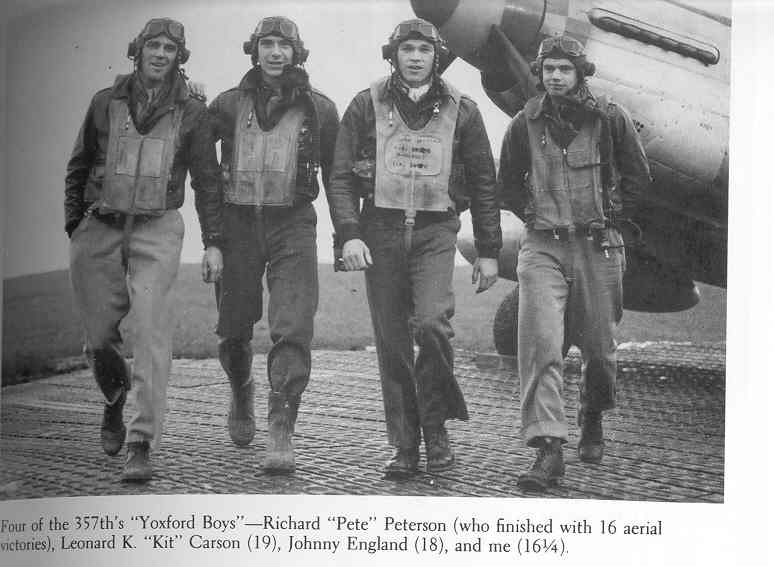 Four of the 357th's "Yoxford Boys"—Richard "Pete" Peterson (who finished with 16 aerial
victories), Leonard K. "Kit" Carson (19), Johnny England (18), and me (16¼).